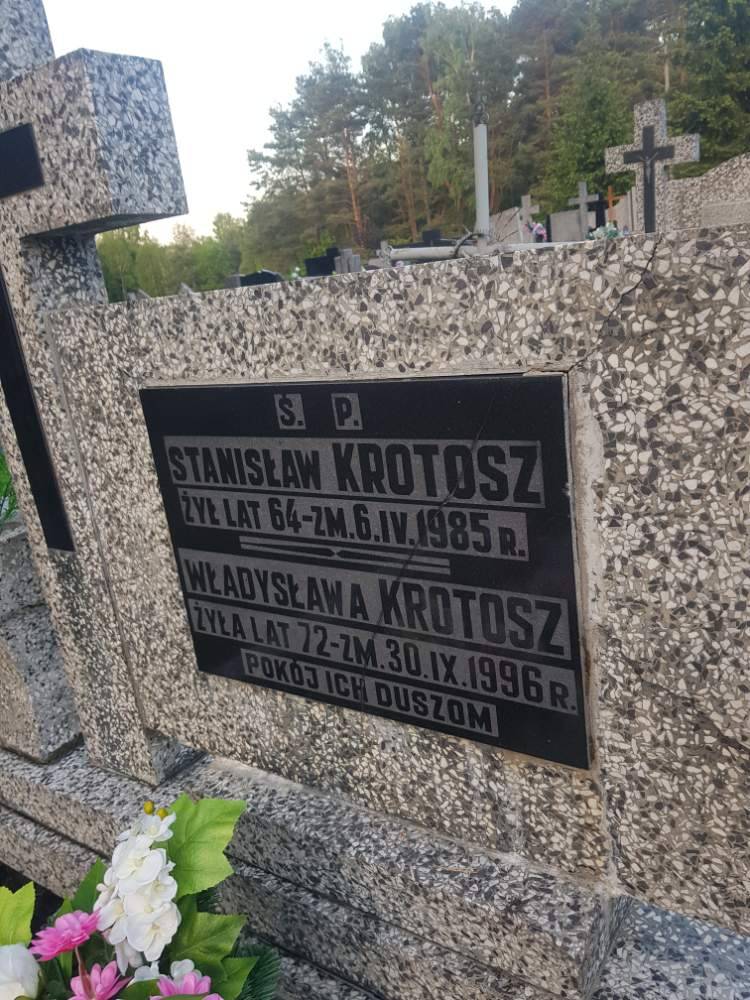 Ś. P.
STANISŁAW KROTOSZ
ŻYŁ LAT 64-ZM.6.IV.1985 R.
WŁADYSŁAWA KROTOSZ
ŻYŁA LAT 72-ZM.30.IX.1996 R.
POKÓJ ICH DUSZOM